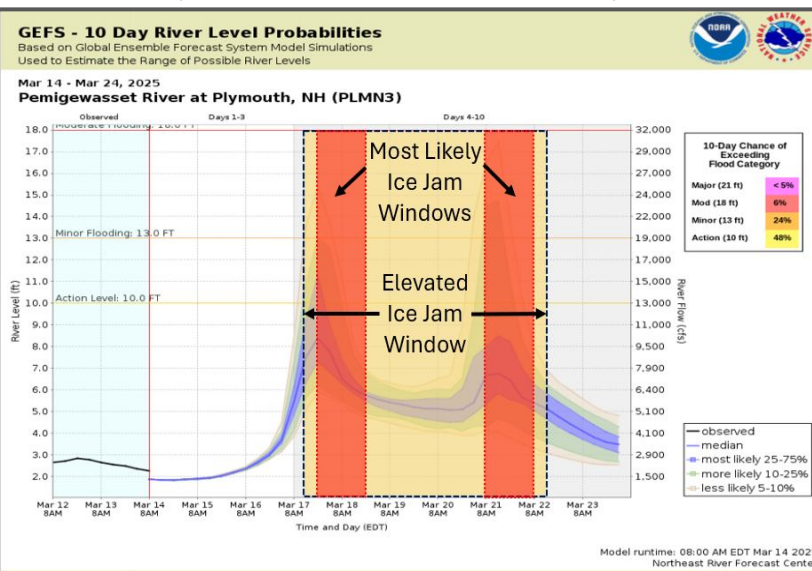 GEFS - 10 Day River Level Probabilities
Based on Global Ensemble Forecast System Model Simulations
Used to Estimate the Range of Possible River Levels
NOAA
Mar 14 - Mar 24, 2025
Pemigewasset River at Plymouth, NH (PLMN3)
Observed Days 1-3 Days 4-10
Moderate Flooding: 18.0 FT
18.0
17.0
16.0
15.0
14.0
13.0
12.0
11.0
10.0
9.0
8.0
7.0
6.0
5.0
4.0
3.0
2.0
River Level (ft)
Minor Flooding: 13.0 FT
Action Level: 10.0 FT
Most Likely
Ice Jam
Windows
Elevated
Ice Jam
Window
32,000
29,000
27,000
24,000
22,000
19,000
17,000
15,000
13,000
11,000
9,500
7,900
6,400
5,100
4,100
2,900
1,500
River Flow (cfs)
10-Day Chance of
Exceeding
Flood Category
Major (21 ft) < 5%
Mod (18 ft) 6%
Minor (13 ft) 24%
Action (10 ft) 48%
observed
median
most likely 25-75%
more likely 10-25%
less likely 5-10%
Mar 12 Mar 13 Mar 14 Mar 15 Mar 16 Mar 17 Mar 18 Mar 19 Mar 20 Mar 21 Mar 22 Mar 23
8AM 8AM 8AM 8AM 8AM 8AM 8AM 8AM 8AM 8AM 8AM 8AM
Time and Day (EDT)
Model runtime: 08:00 AM EDT Mar 14 202
Northeast River Forecast Cente